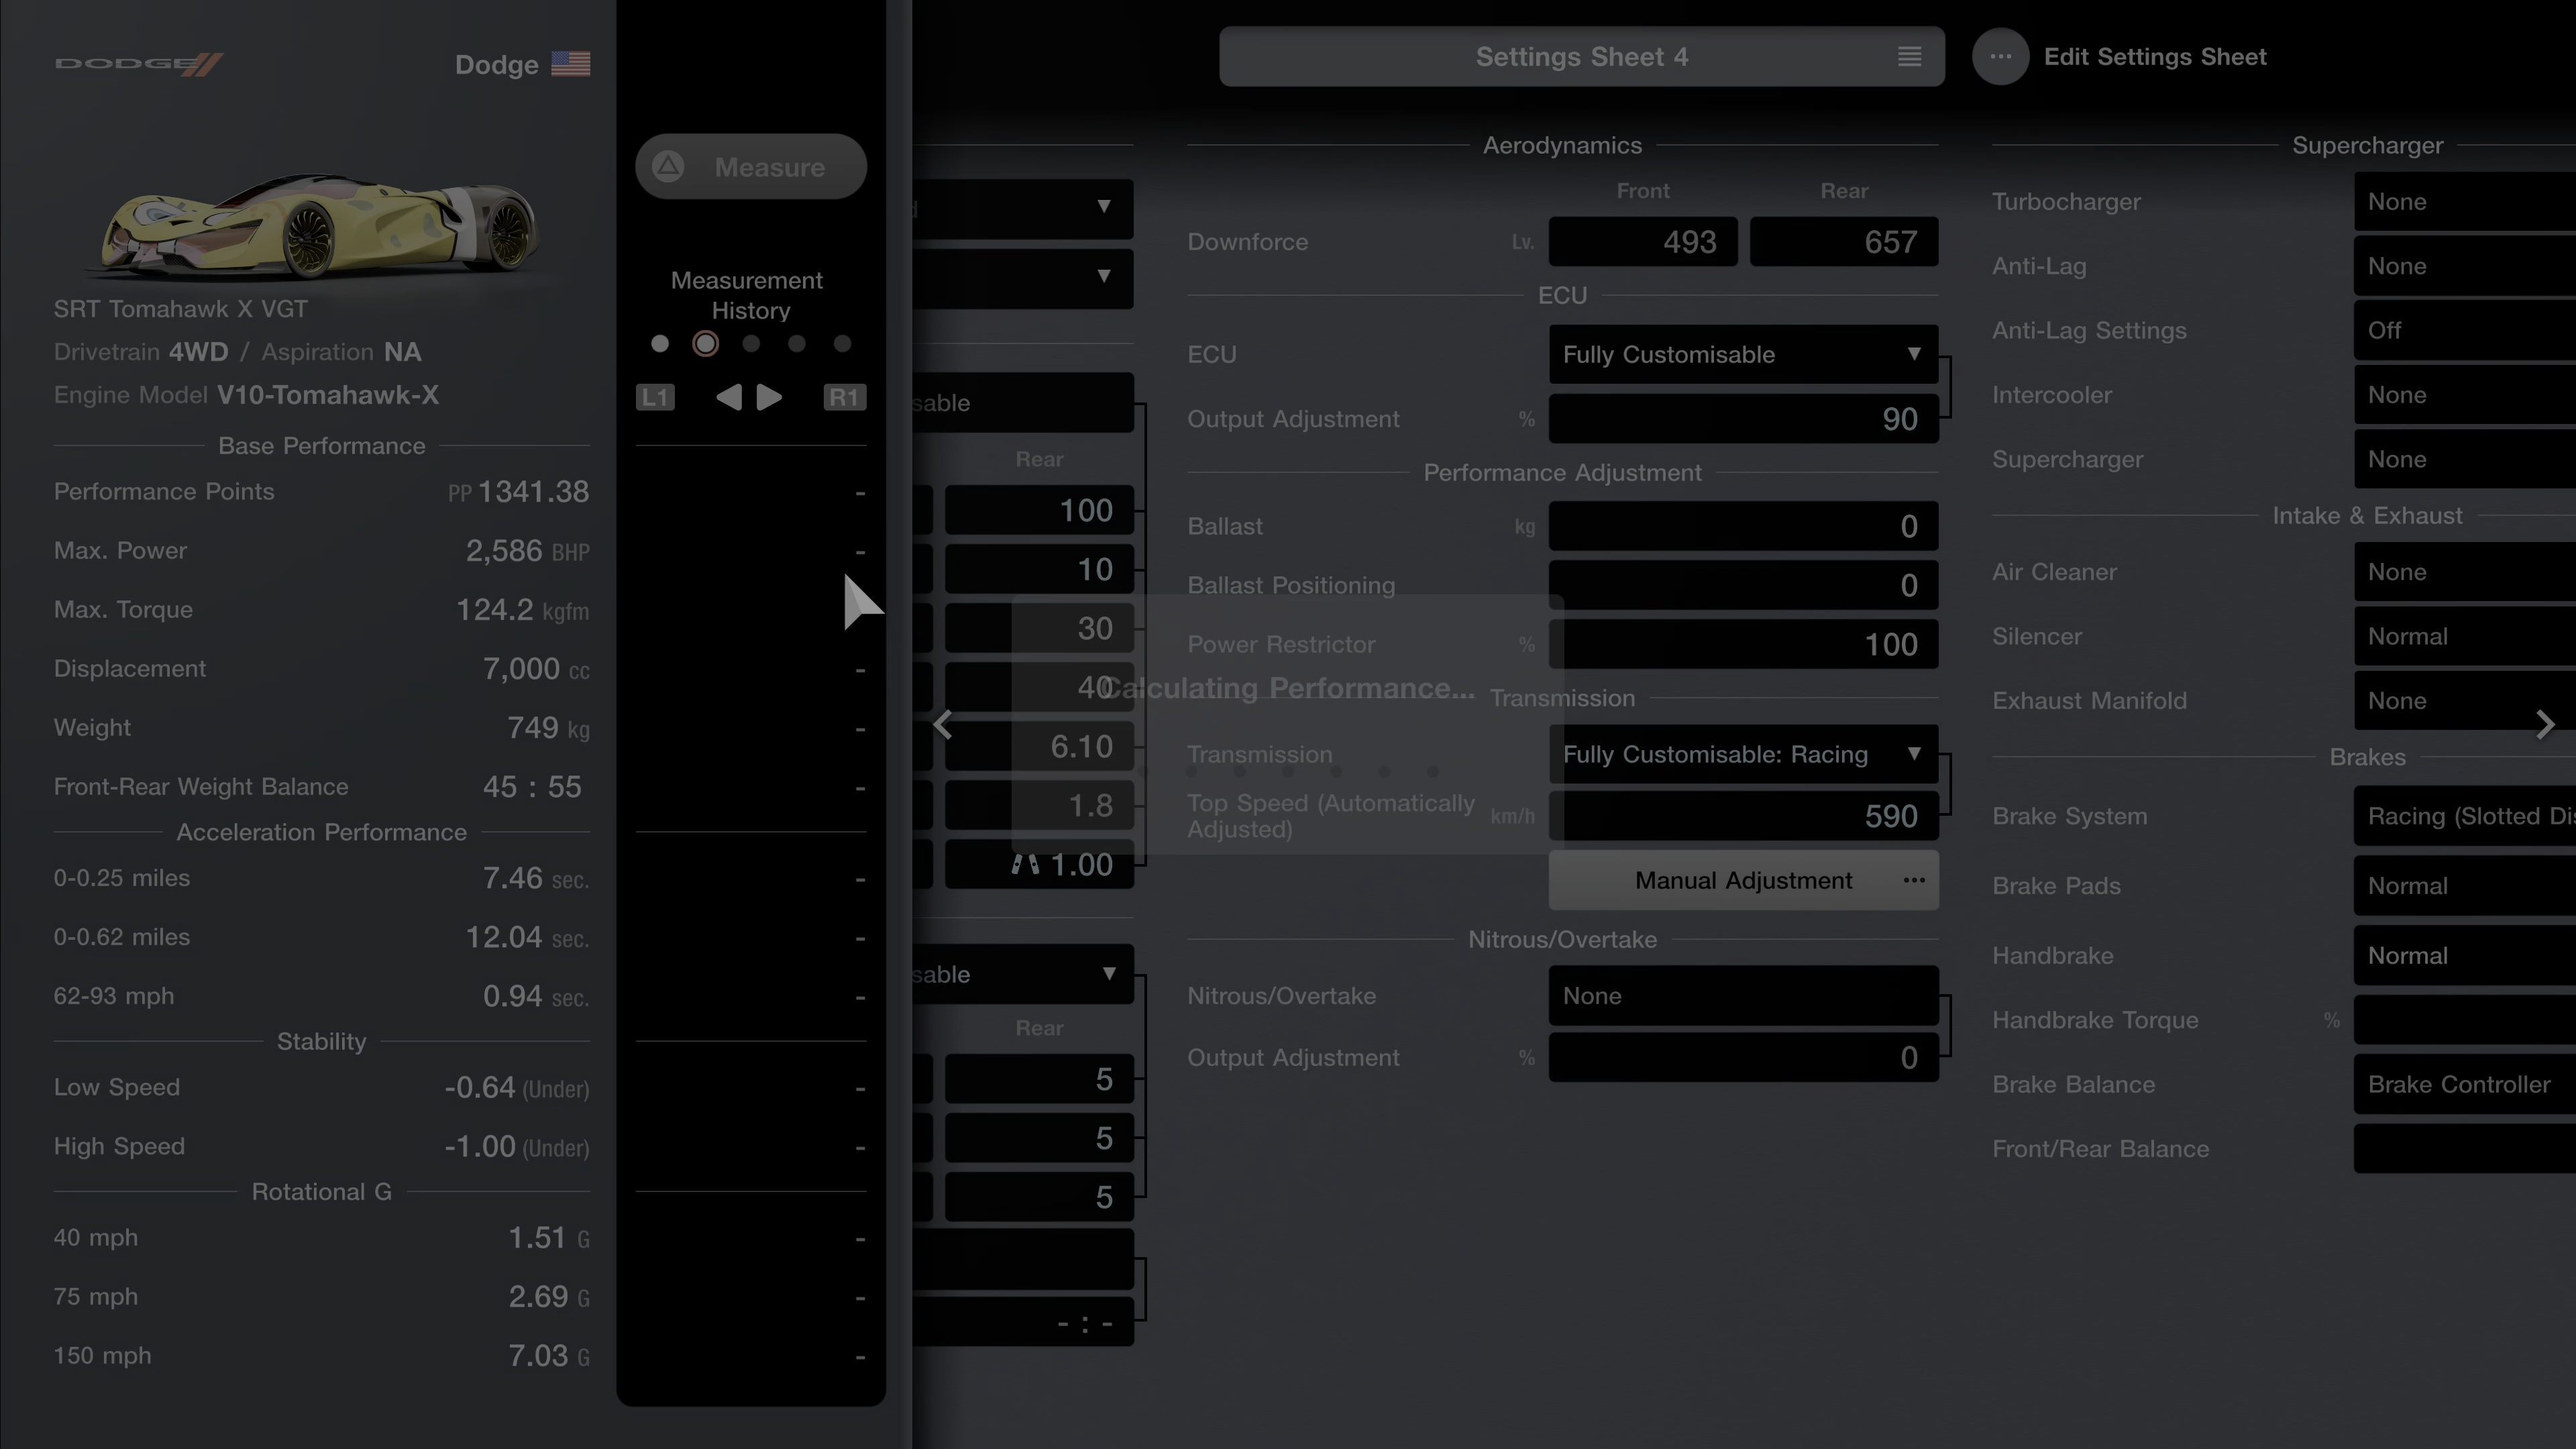 DODGE
Dodge
SRT Tomahawk X VGT
Drivetrain 4WD / Aspiration NA
Engine Model V10-Tomahawk-X
Base Performance
Performance Points PP 1341.38
Max. Power 2,586 BHP
Max. Torque 124.2 kgfm
Displacement 7,000 cc
Weight 749 kg
Front-Rear Weight Balance 45 : 55
Acceleration Performance
0-0.25 miles 7.46 sec.
0-0.62 miles 12.04 sec.
62-93 mph 0.94 sec.
Stability
Low Speed -0.64 (Under)
High Speed -1.00 (Under)
Rotational G
40 mph 1.51 G
75 mph 2.69 G
150 mph 7.03 G
Measure
Measurement
History
L1 R1
-
-
-
-
-
-
-
-
-
-
-
-
-
Settings Sheet 4
Edit Settings Sheet
sable
Rear
100
10
30
40
6.10
1.8
1.00
sable
Rear
5
5
5
- : -
Calculating Performance...
Aerodynamics
Front Rear
Downforce Lv. 493 657
ECU
ECU Fully Customisable
Output Adjustment % 90
Performance Adjustment
Ballast kg 0
Ballast Positioning 0
Power Restrictor % 100
Transmission
Transmission Fully Customisable: Racing
Top Speed (Automatically
Adjusted) km/h 590
Manual Adjustment
Nitrous/Overtake
Nitrous/Overtake None
Output Adjustment % 0
Supercharger
Turbocharger None
Anti-Lag None
Anti-Lag Settings Off
Intercooler None
Supercharger None
Intake & Exhaust
Air Cleaner None
Silencer Normal
Exhaust Manifold None
Brakes
Brake System Racing (Slotted Dis
Brake Pads Normal
Handbrake Normal
Handbrake Torque %
Brake Balance Brake Controller
Front/Rear Balance